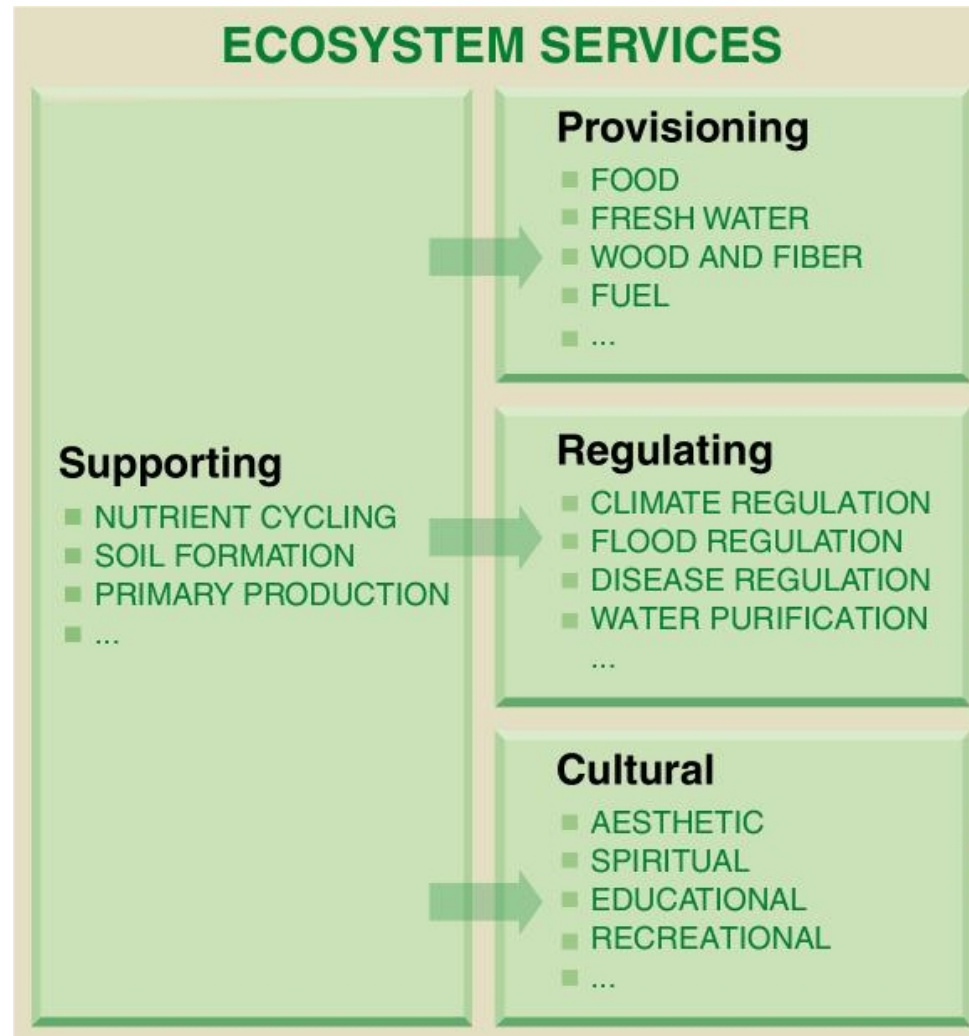 ECOSYSTEM SERVICES
Supporting
NUTRIENT CYCLING
SOIL FORMATION
PRIMARY PRODUCTION
...
Provisioning
FOOD
FRESH WATER
WOOD AND FIBER
FUEL
...
Regulating
CLIMATE REGULATION
FLOOD REGULATION
DISEASE REGULATION
WATER PURIFICATION
...
Cultural
AESTHETIC
SPIRITUAL
EDUCATIONAL
RECREATIONAL
...